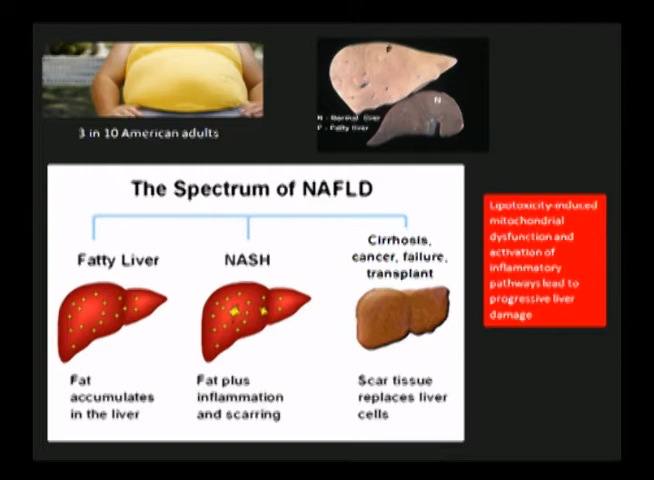 3 in 10 American adults
N
N - Normal liver
F - Fatty liver
The Spectrum of NAFLD
Fatty Liver
NASH
Cirrhosis,
cancer, failure,
transplant
Fat
accumulates
in the liver
Fat plus
inflammation
and scarring
Scar tissue
replaces liver
cells
Lipotoxicity-induced
mitochondrial
dysfunction and
activation of
inflammatory
pathways lead to
progressive liver
damage